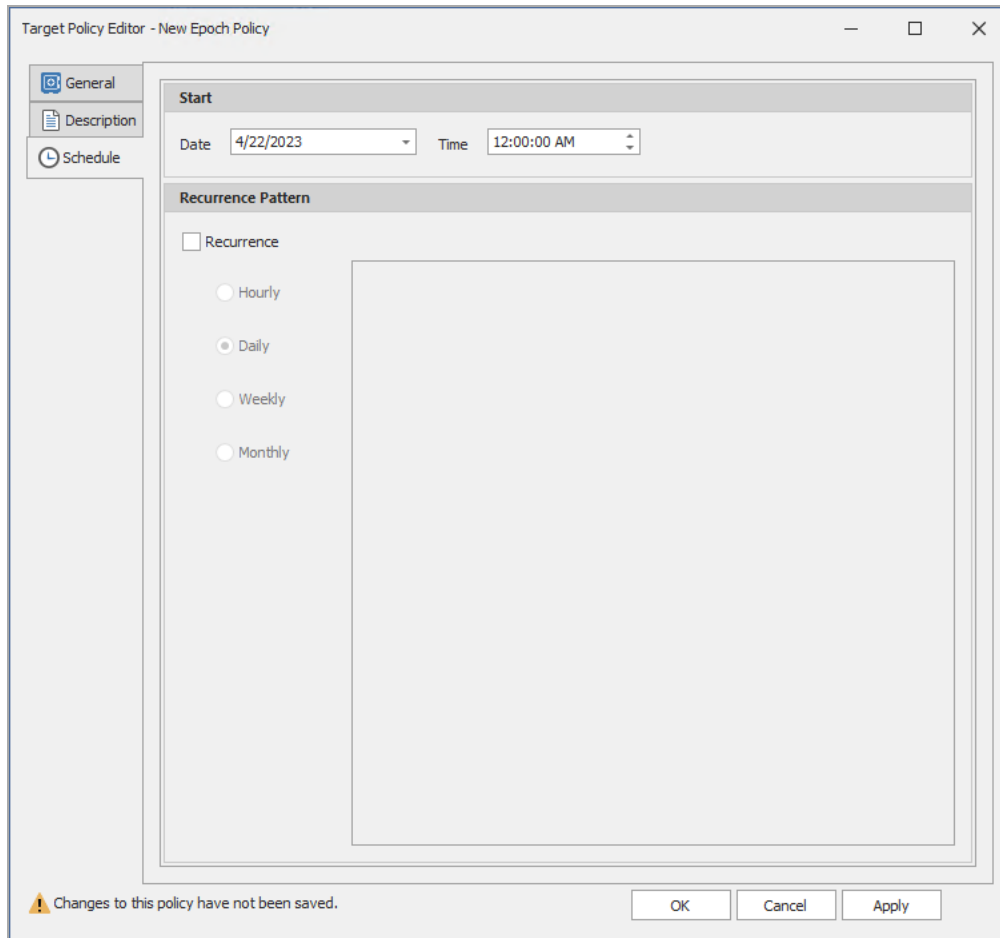 Target Policy Editor - New Epoch Policy
General
Description
Schedule
Start
Date 4/22/2023 Time 12:00:00 AM
Recurrence Pattern
Recurrence
Hourly
Daily
Weekly
Monthly
Changes to this policy have not been saved.
OK Cancel Apply